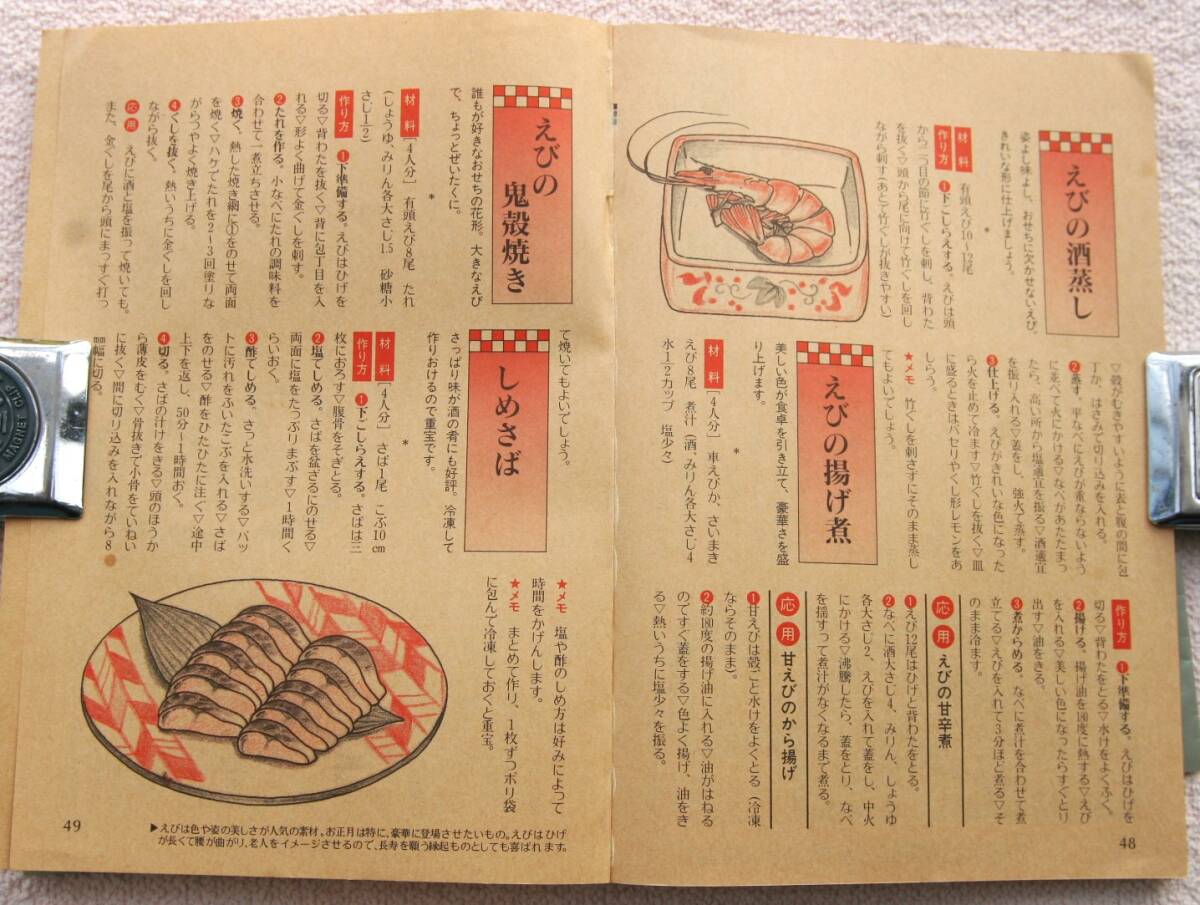 えびの酒蒸し
姿よし味よし、おせちに欠かせないえび、
きれいな形に仕上げましょう。
*
材料 有頭えび10〜12尾
作り方 ❶下ごしらえする。えびは頭
から二つ目の節に竹ぐしを刺し、背わた
を抜く▽頭から尾に向けて竹ぐしを回し
ながら刺す(あとで竹ぐしが抜きやすい)
▽殻がむきやすいように表と腹の間に包
丁か、はさみで切り込みを入れる。
❷蒸す。平なべにえびが重ならないよう
に並べて火にかける▽なべがあたたまっ
たら、高い所から塩適宜を振る▽酒適宜
を振り入れる▽蓋をし、強火で蒸す。
❸仕上げる。えびがきれいな色になった
ら火を止めて冷ます▽竹ぐしを抜く▽皿
に盛るときはパセリやくし形レモンをあ
しらう。
★メモ 竹ぐしを刺さずにそのまま蒸し
てもよいでしょう。
えびの揚げ煮
美しい色が食卓を引き立て、豪華さを盛
り上げます。
*
材料 [4人分] 車えびか、さいまき
えび8尾 煮汁(酒、みりん各大さじ4
水1/2カップ 塩少々)
作り方 ❶下準備する。えびはひげを
切る▽背わたをとる▽水けをよくふく。
❷揚げる。揚げ油を180度に熱する▽えび
を入れる▽美しい色になったらすぐとり
出す▽油をきる。
❸煮からめる。なべに煮汁を合わせて煮
立てる▽えびを入れて3分ほど煮る▽そ
のまま冷ます。
応用 えびの甘辛煮
❶えび12尾はひげと背わたをとる。
❷なべに酒大さじ4、みりん、しょうゆ
各大さじ2、えびを入れて蓋をし、中火
にかける▽沸騰したら、蓋をとり、なべ
を揺すって煮汁がなくなるまで煮る。
応用 甘えびのから揚げ
❶甘えびは殻ごと水けをよくとる(冷凍
ならそのまま)。
❷約180度の揚げ油に入れる▽油がはねる
のですぐ蓋をする▽色よく揚げ、油をき
る▽熱いうちに塩少々を振る。
48
えびの
鬼殻焼き
誰もが好きなおせちの花形。大きなえび
で、ちょっとぜいたくに。
*
材料 [4人分] 有頭えび8尾 たれ
(しょうゆ、みりん各大さじ1.5 砂糖小
さじ1/2)
作り方 ❶下準備する。えびはひげを
切る▽背わたを抜く▽背に包丁目を入
れる▽形よく曲げて金ぐしを刺す。
❷たれを作る。小なべにたれの調味料を
合わせて一煮立ちさせる。
❸焼く。熱した焼き網に①をのせて両面
を焼く▽ハケでたれを2〜3回塗りな
がらつやよく焼き上げる。
❹くしを抜く。熱いうちに金ぐしを回し
ながら抜く。
応用 えびに酒と塩を振って焼いても。
また、金ぐしを尾から頭にまっすぐ打っ
て焼いてもよいでしょう。
しめさば
さっぱり味が酒の肴にも好評。冷凍して
作りおけるので重宝です。
*
材料 [4人分] さば1尾 こぶ10cm
作り方 ❶下ごしらえする。さばは三
枚におろす▽腹骨をそぎとる。
❷塩でしめる。さばを盆ざるにのせる▽
両面に塩をたっぷりまぶす▽1時間く
らいおく。
❸酢でしめる。さっと水洗いする▽バッ
トに汚れをふいたこぶを入れる▽さば
をのせる▽酢をひたひたに注ぐ▽途中
上下を返し、50分〜1時間おく。
❹切る。さばの汁けをきる▽頭のほうか
ら薄皮をむく▽骨抜きで小骨をていねい
に抜く▽間に切り込みを入れながら8
mm幅に切る。
★メモ 塩や酢のしめ方は好みによって
時間をかげんします。
★メモ まとめて作り、1枚ずつポリ袋
に包んで冷凍しておくと重宝。
▶えびは色や姿の美しさが人気の素材。お正月は特に、豪華に登場させたいもの。えびはひげ
が長くて腰が曲がり、老人をイメージさせるので、長寿を願う縁起ものとしても喜ばれます。
49